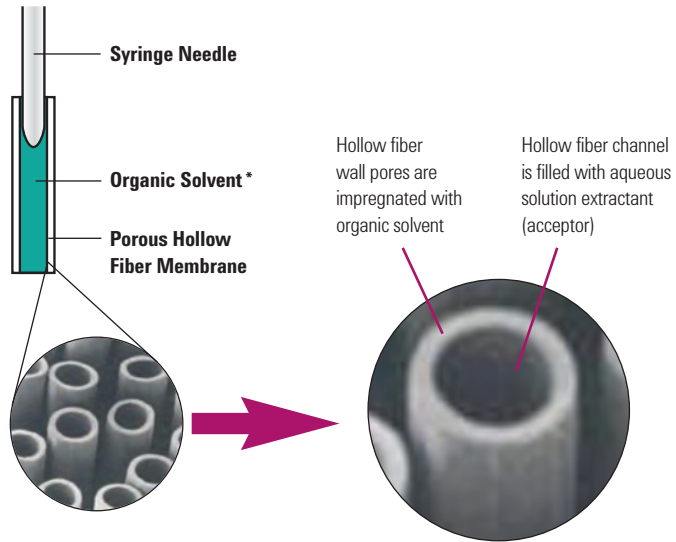 Syringe Needle
Organic Solvent *
Porous Hollow
Fiber Membrane
Hollow fiber
wall pores are
impregnated with
organic solvent
Hollow fiber channel
is filled with aqueous
solution extractant
(acceptor)